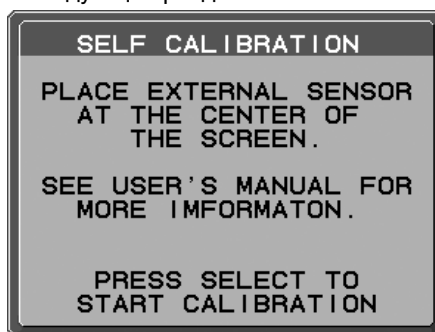 SELF CALIBRATION
PLACE EXTERNAL SENSOR
AT THE CENTER OF
THE SCREEN.
SEE USER'S MANUAL FOR
MORE IMFORMATON.
PRESS SELECT TO
START CALIBRATION